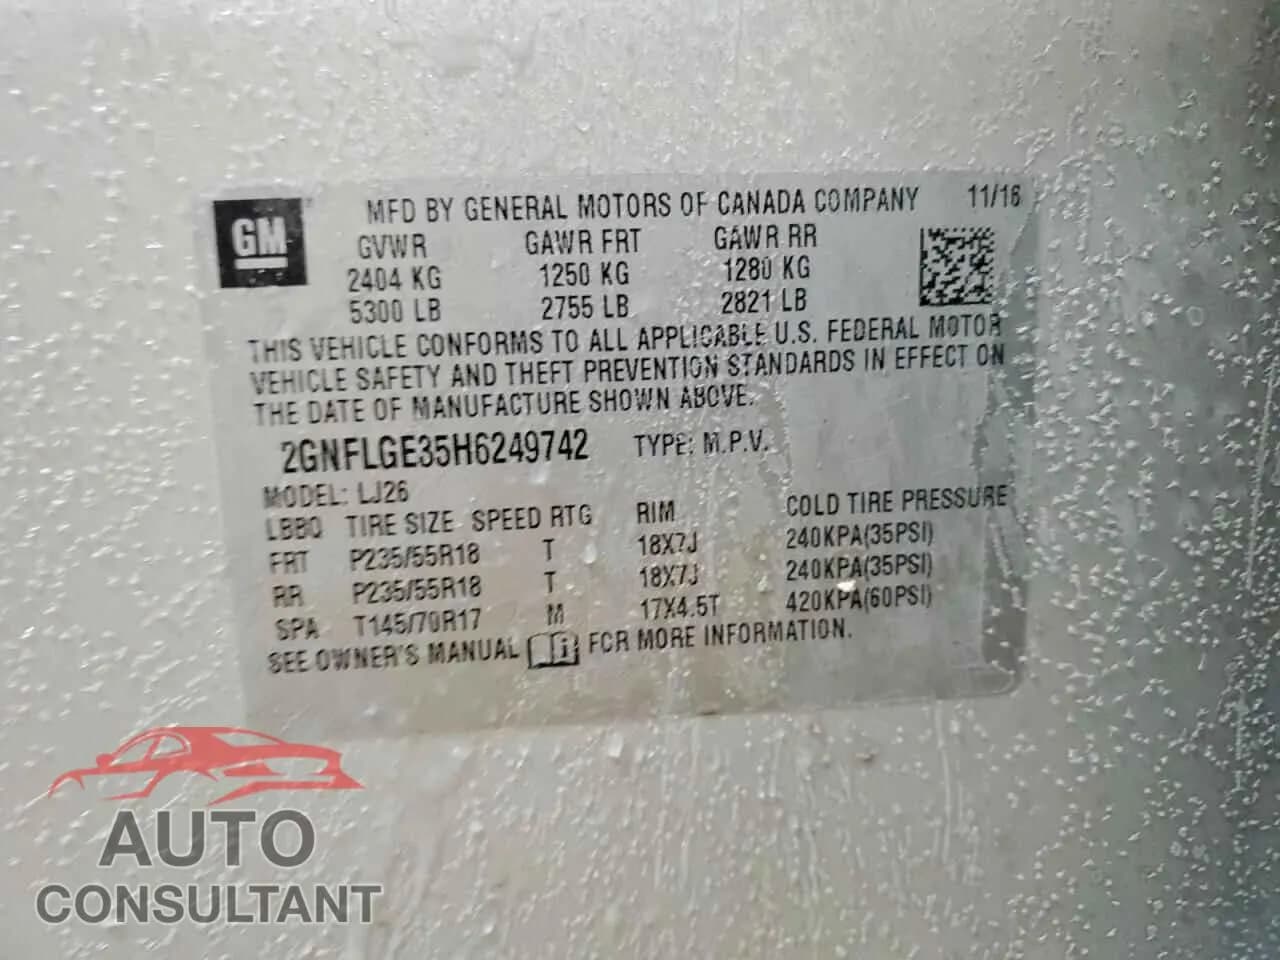 GM
MFD BY GENERAL MOTORS OF CANADA COMPANY 11/16
GVWR GAWR FRT GAWR RR
2404 KG 1250 KG 1280 KG
5300 LB 2755 LB 2821 LB
THIS VEHICLE CONFORMS TO ALL APPLICABLE U.S. FEDERAL MOTOR
VEHICLE SAFETY AND THEFT PREVENTION STANDARDS IN EFFECT ON
THE DATE OF MANUFACTURE SHOWN ABOVE.
2GNFLGE35H6249742 TYPE: M.P.V.
MODEL: LJ26
LBBQ TIRE SIZE SPEED RTG RIM COLD TIRE PRESSURE
FRT P235/55R18 T 18X7J 240KPA(35PSI)
RR P235/55R18 T 18X7J 240KPA(35PSI)
SPA T145/70R17 M 17X4.5T 420KPA(60PSI)
SEE OWNER'S MANUAL i FOR MORE INFORMATION.
AUTO
CONSULTANT